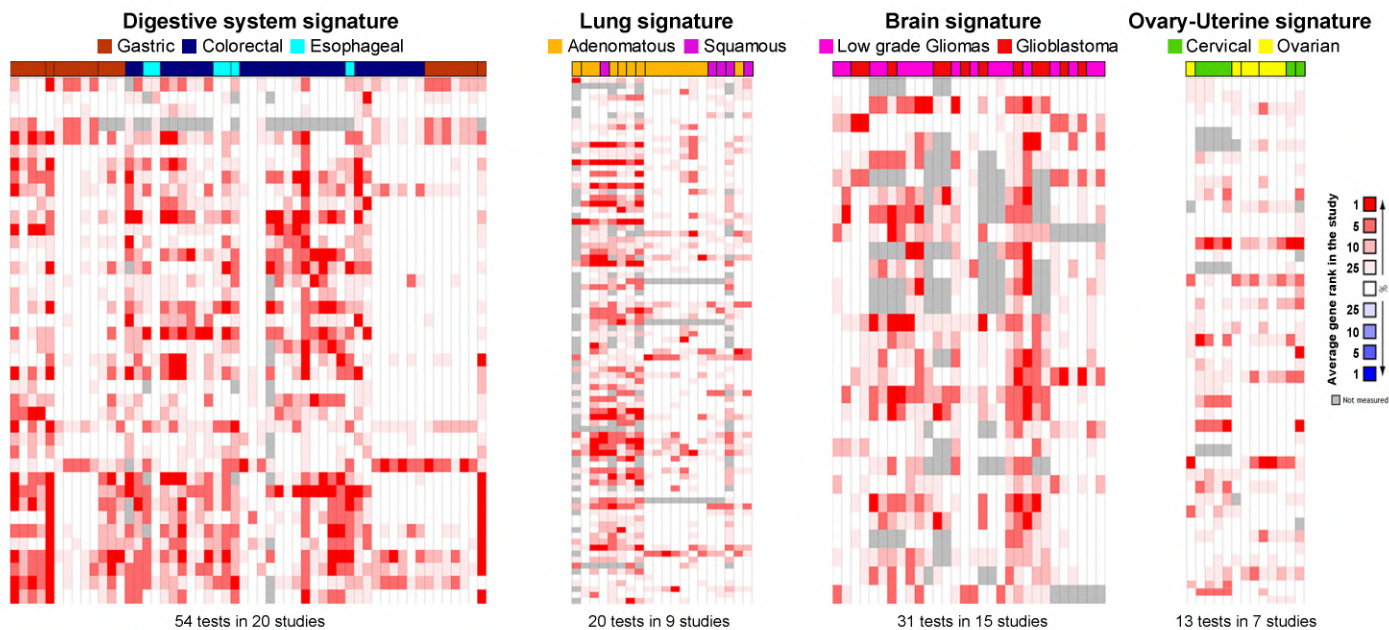 Digestive system signature
Gastric Colorectal Esophageal
54 tests in 20 studies
Lung signature
Adenomatous Squamous
20 tests in 9 studies
Brain signature
Low grade Gliomas Glioblastoma
31 tests in 15 studies
Ovary-Uterine signature
Cervical Ovarian
13 tests in 7 studies
Average gene rank in the study
1
5
10
25
%
25
10
5
1
Not measured